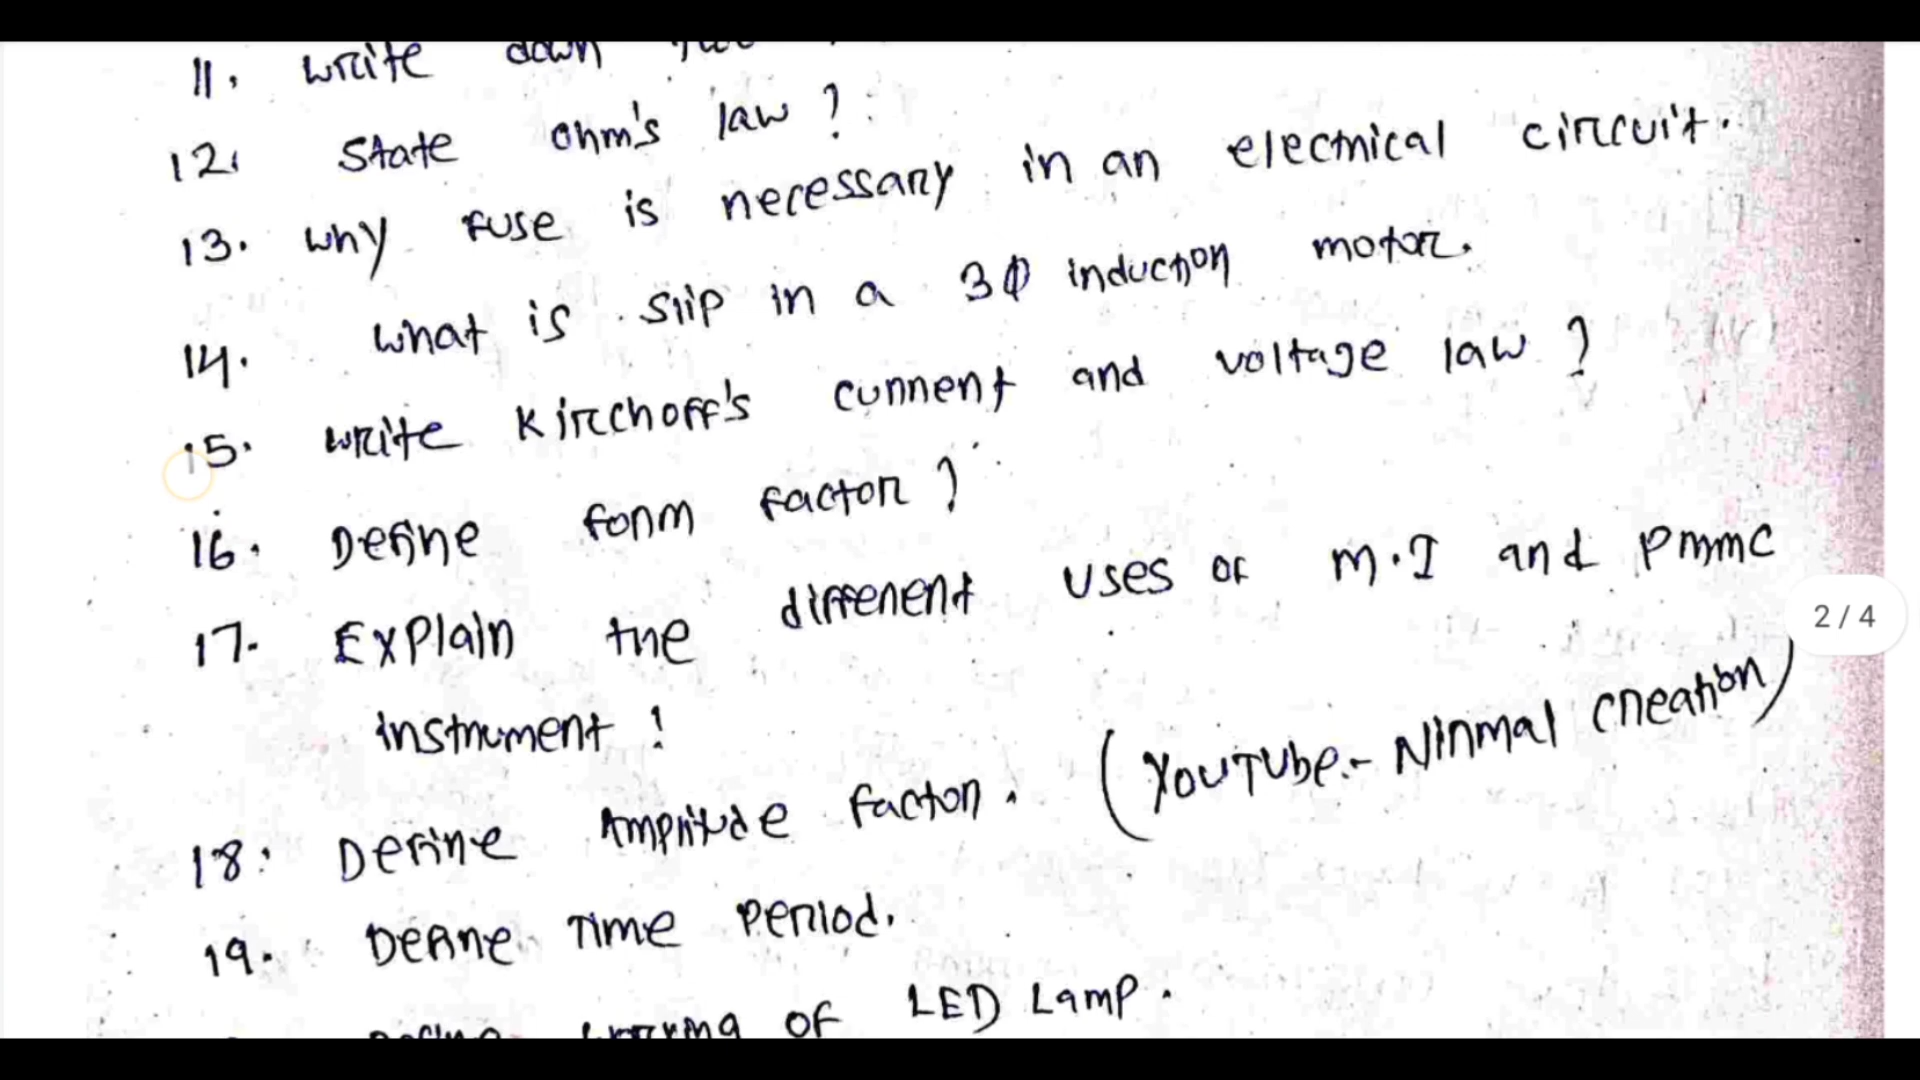 11. write down
12. State ohm's law ?
13. why fuse is necessary in an electrical circuit.
14. what is slip in a 3Φ induction motor.
15. write Kirchoff's current and voltage law ?
16. Define form factor ?
17. Explain the different uses of M.I and PMMC
2/4
instrument !
18. Define Amplitude factor. (YouTube.- Nirmal Creation)
19. Define Time Period.
Define working of LED Lamp.